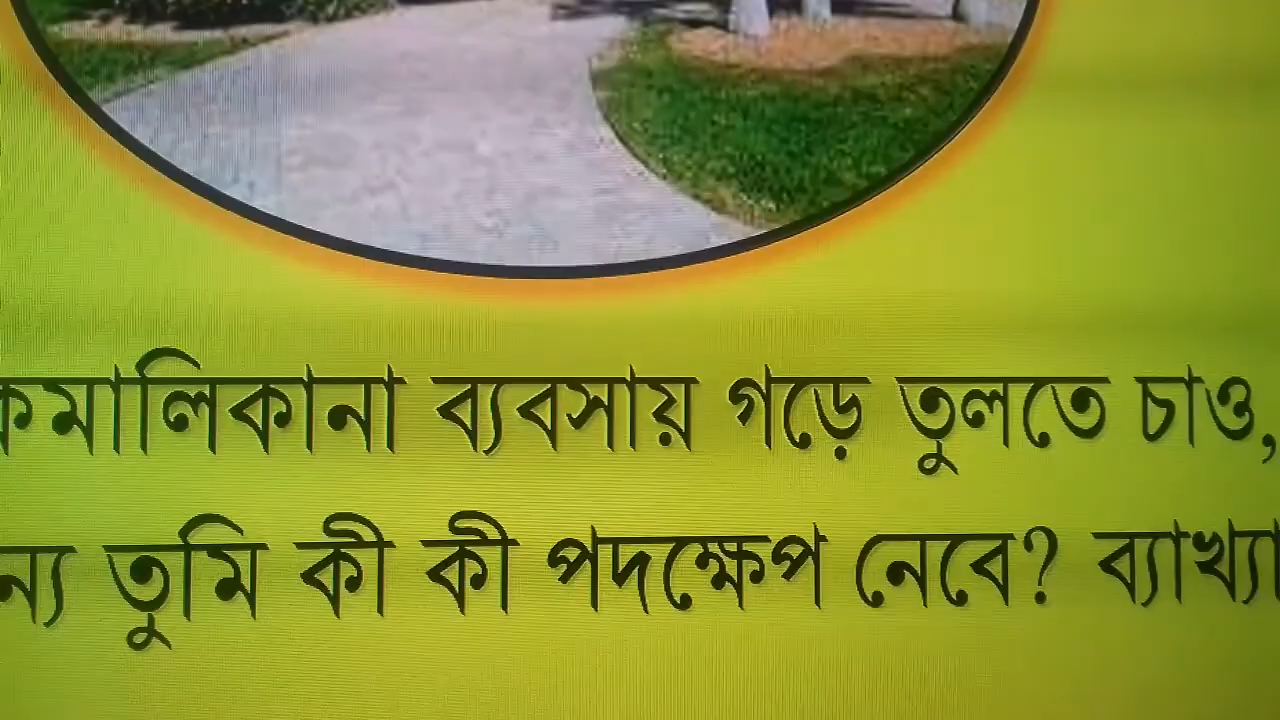 কমালিকানা ব্যবসায় গড়ে তুলতে চাও,
ন্য তুমি কী কী পদক্ষেপ নেবে? ব্যাখ্যা